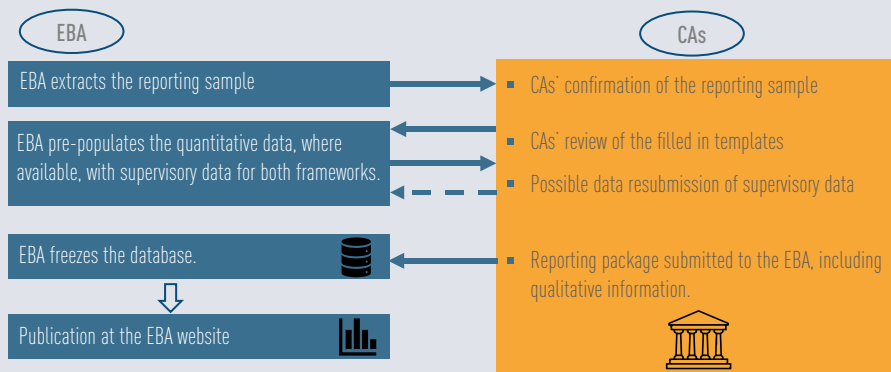 EBA
CAs
EBA extracts the reporting sample
▪ CAs´ confirmation of the reporting sample
EBA pre-populates the quantitative data, where
available, with supervisory data for both frameworks.
▪ CAs´ review of the filled in templates
▪ Possible data resubmission of supervisory data
EBA freezes the database.
▪ Reporting package submitted to the EBA, including
qualitative information.
Publication at the EBA website